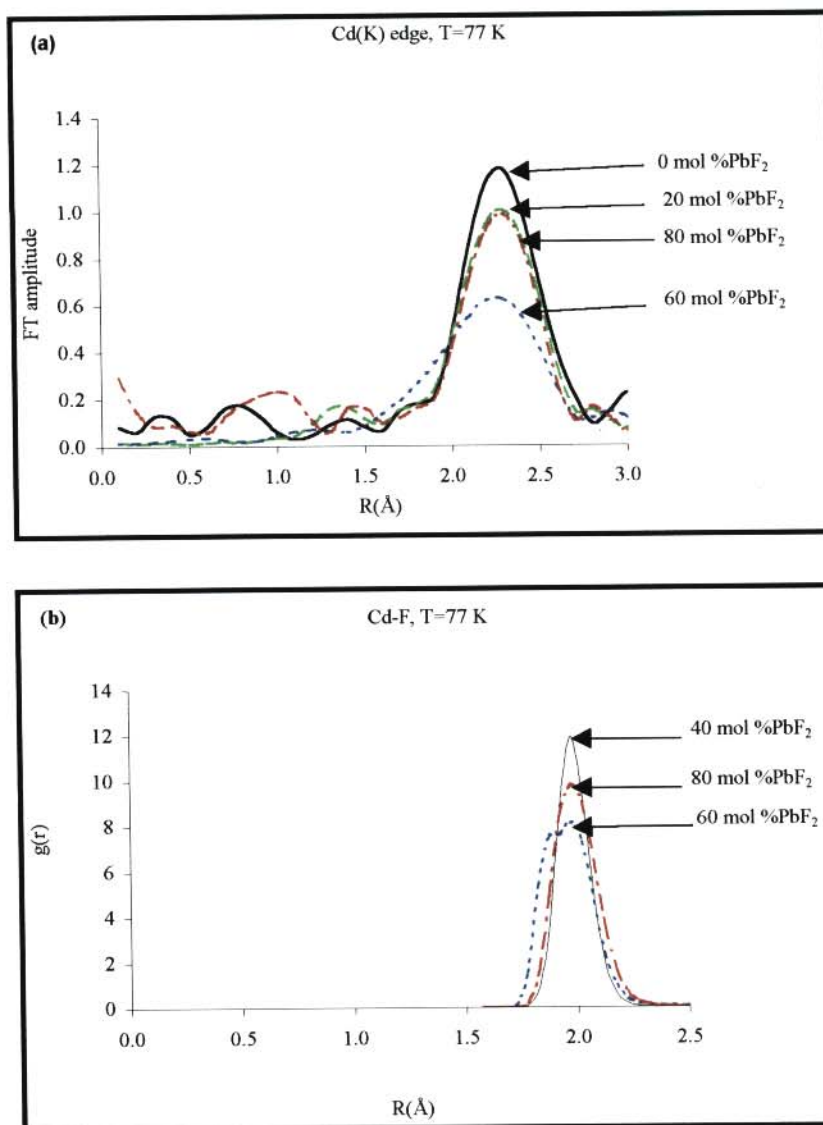 (a)
Cd(K) edge, T=77 K
1.4
1.2
1.0
0.8
0.6
0.4
0.2
0.0
FT amplitude
0 mol %PbF₂
20 mol %PbF₂
80 mol %PbF₂
60 mol %PbF₂
0.0 0.5 1.0 1.5 2.0 2.5 3.0
R(Å)
(b)
Cd-F, T=77 K
14
12
10
8
6
4
2
0
g(r)
40 mol %PbF₂
80 mol %PbF₂
60 mol %PbF₂
0.0 0.5 1.0 1.5 2.0 2.5
R(Å)